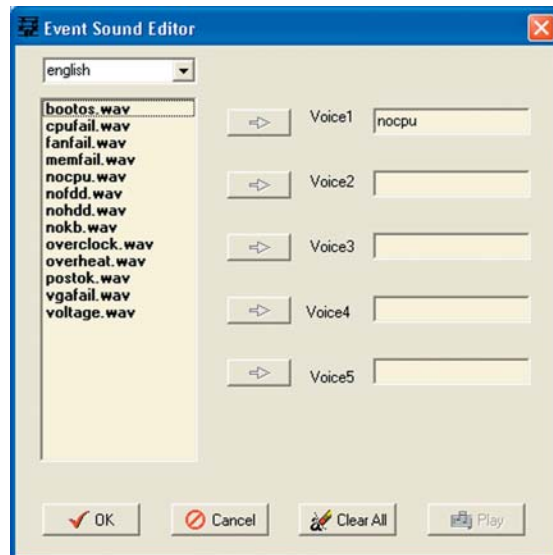 Event Sound Editor
english
bootos.wav
cpufail.wav
fanfail.wav
memfail.wav
nocpu.wav
nofdd.wav
nohdd.wav
nokb.wav
overclock.wav
overheat.wav
postok.wav
vgafail.wav
voltage.wav
Voice1 nocpu
Voice2
Voice3
Voice4
Voice5
OK Cancel Clear All Play